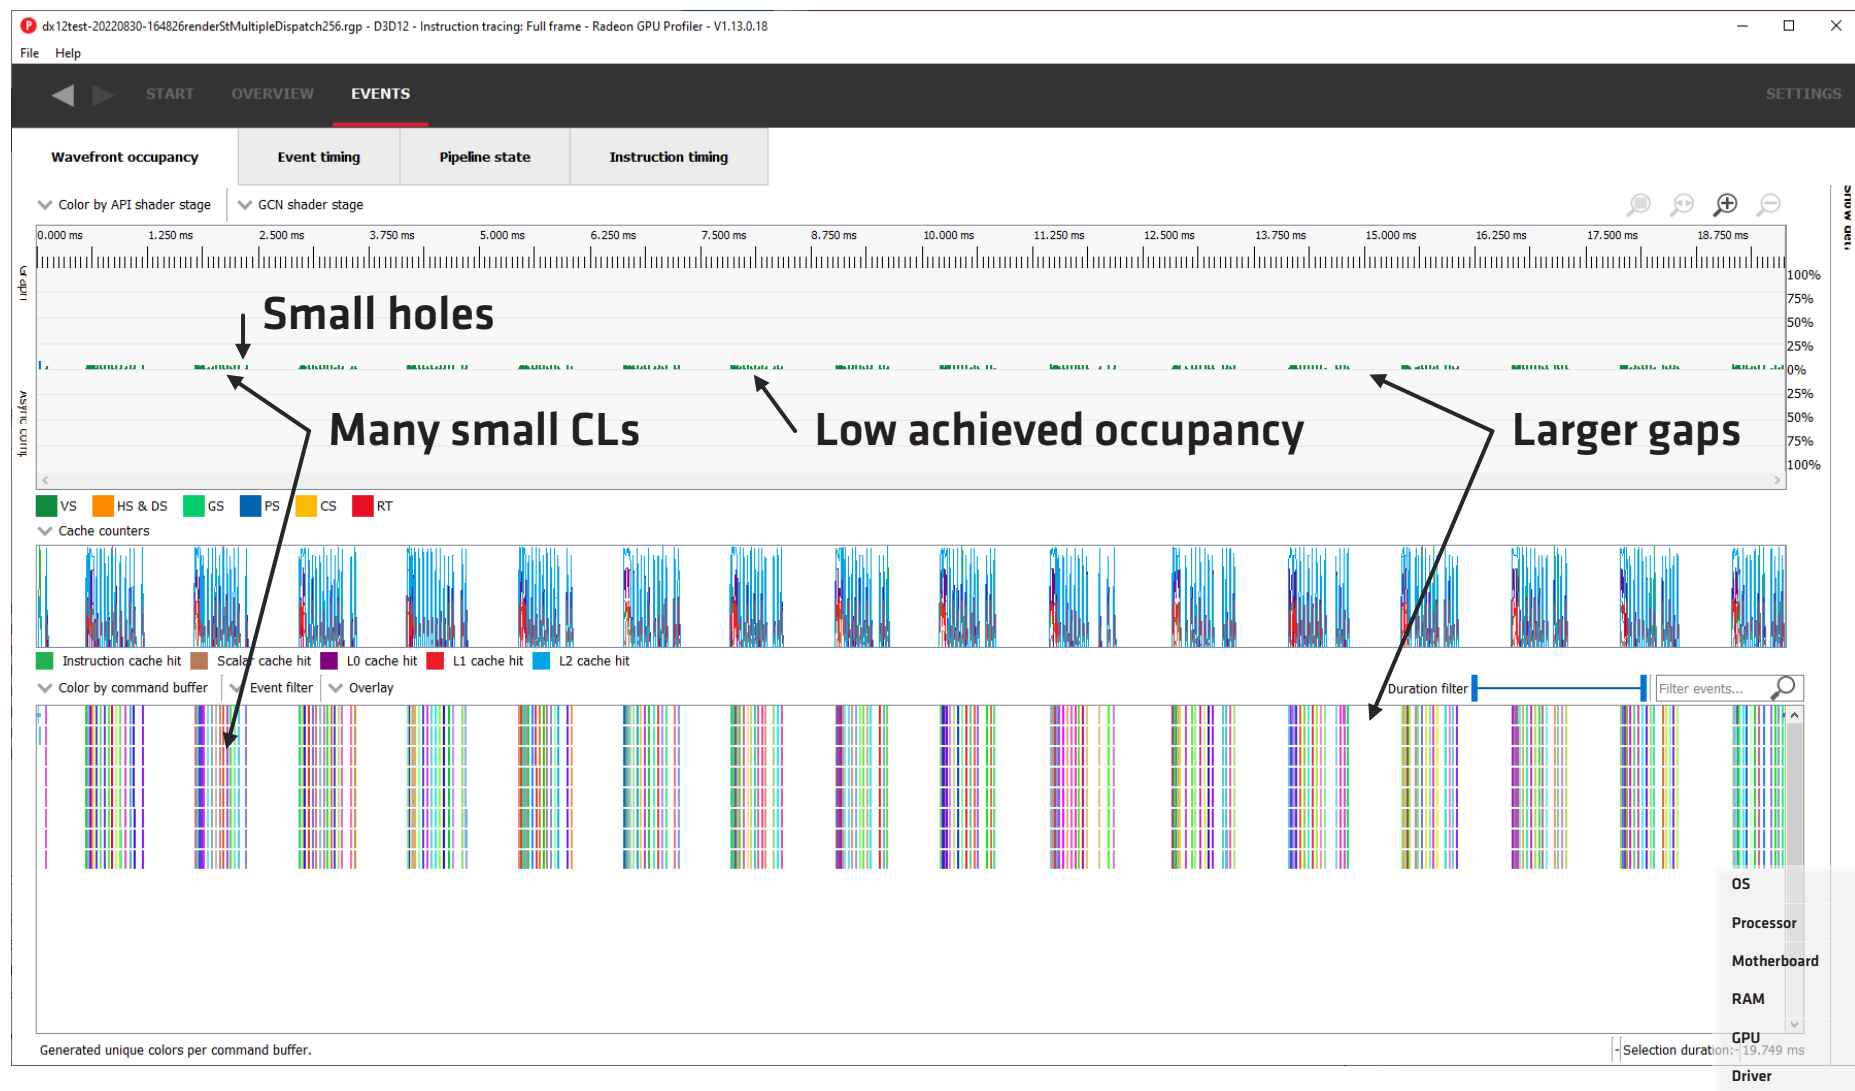 dx12test-20220830-164826renderStMultipleDispatch256.rgp - D3D12 - Instruction tracing: Full frame - Radeon GPU Profiler - V1.13.0.18
File Help
START OVERVIEW EVENTS SETTINGS
Wavefront occupancy Event timing Pipeline state Instruction timing
Color by API shader stage GCN shader stage
0.000 ms 1.250 ms 2.500 ms 3.750 ms 5.000 ms 6.250 ms 7.500 ms 8.750 ms 10.000 ms 11.250 ms 12.500 ms 13.750 ms 15.000 ms 16.250 ms 17.500 ms 18.750 ms
100%
75%
Small holes
50%
25%
0%
25%
50%
Many small CLs Low achieved occupancy Larger gaps
75%
100%
VS HS & DS GS PS CS RT
Cache counters
Instruction cache hit Scalar cache hit L0 cache hit L1 cache hit L2 cache hit
Color by command buffer Event filter Overlay Duration filter Filter events...
OS
Processor
Motherboard
RAM
GPU
Generated unique colors per command buffer. - Selection duration:- 19.749 ms
Driver